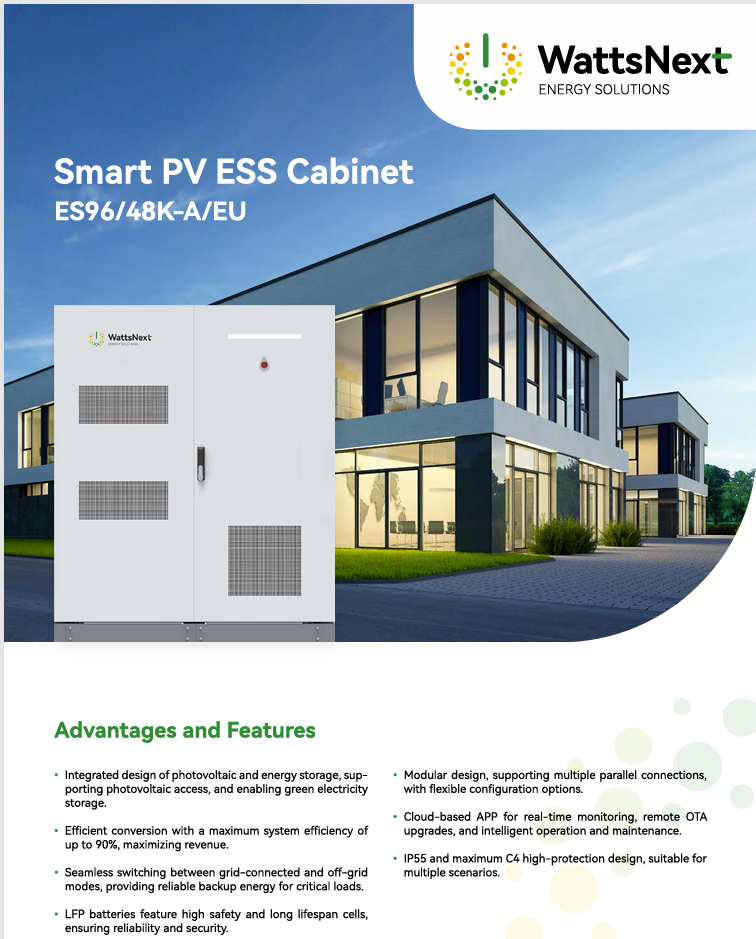 WattsNext
ENERGY SOLUTIONS
Smart PV ESS Cabinet
ES96/48K-A/EU
WattsNext
ENERGY SOLUTIONS
Advantages and Features
• Integrated design of photovoltaic and energy storage, sup-
porting photovoltaic access, and enabling green electricity
storage.
• Efficient conversion with a maximum system efficiency of
up to 90%, maximizing revenue.
• Seamless switching between grid-connected and off-grid
modes, providing reliable backup energy for critical loads.
• LFP batteries feature high safety and long lifespan cells,
ensuring reliability and security.
• Modular design, supporting multiple parallel connections,
with flexible configuration options.
• Cloud-based APP for real-time monitoring, remote OTA
upgrades, and intelligent operation and maintenance.
• IP55 and maximum C4 high-protection design, suitable for
multiple scenarios.